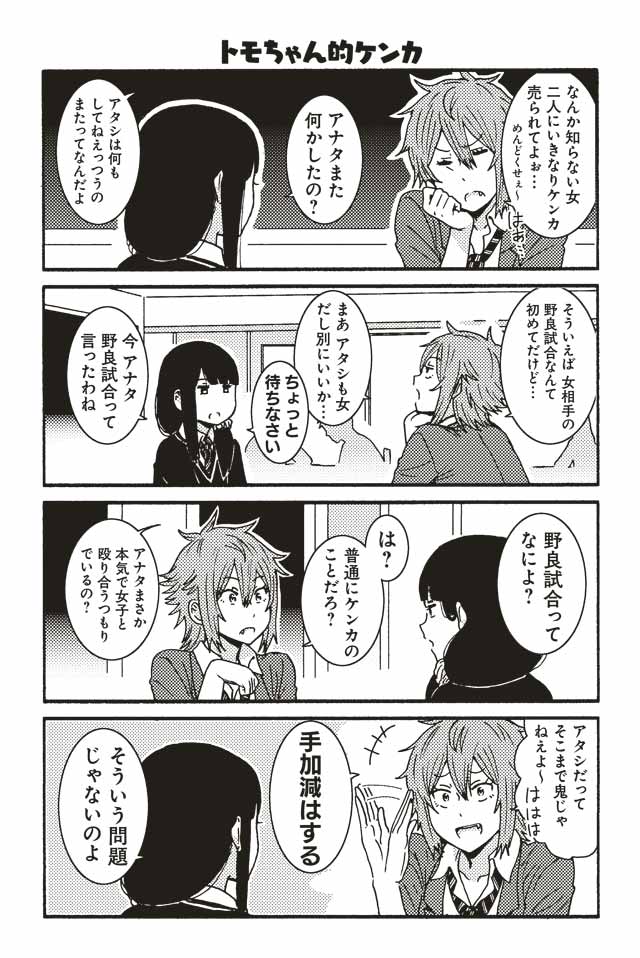 トモちゃん的ケンカ
なんか知らない女
二人にいきなりケンカ
売られてよぉ…
めんどくせぇ～
はぁ…
アナタまた
何かしたの？
アタシは何も
してねえっつうの
またってなんだよ
そういえば 女相手の
野良試合なんて
初めてだけど…
まあ アタシも女
だし別にいいか…
ちょっと
待ちなさい
今 アナタ
野良試合って
言ったわね
野良試合って
なによ？
は？
普通にケンカの
ことだろ？
アナタまさか
本気で女子と
殴り合うつもり
でいるの？
アタシだって
そこまで鬼じゃ
ねえよ～
ははは
手加減はする
そういう問題
じゃないのよ